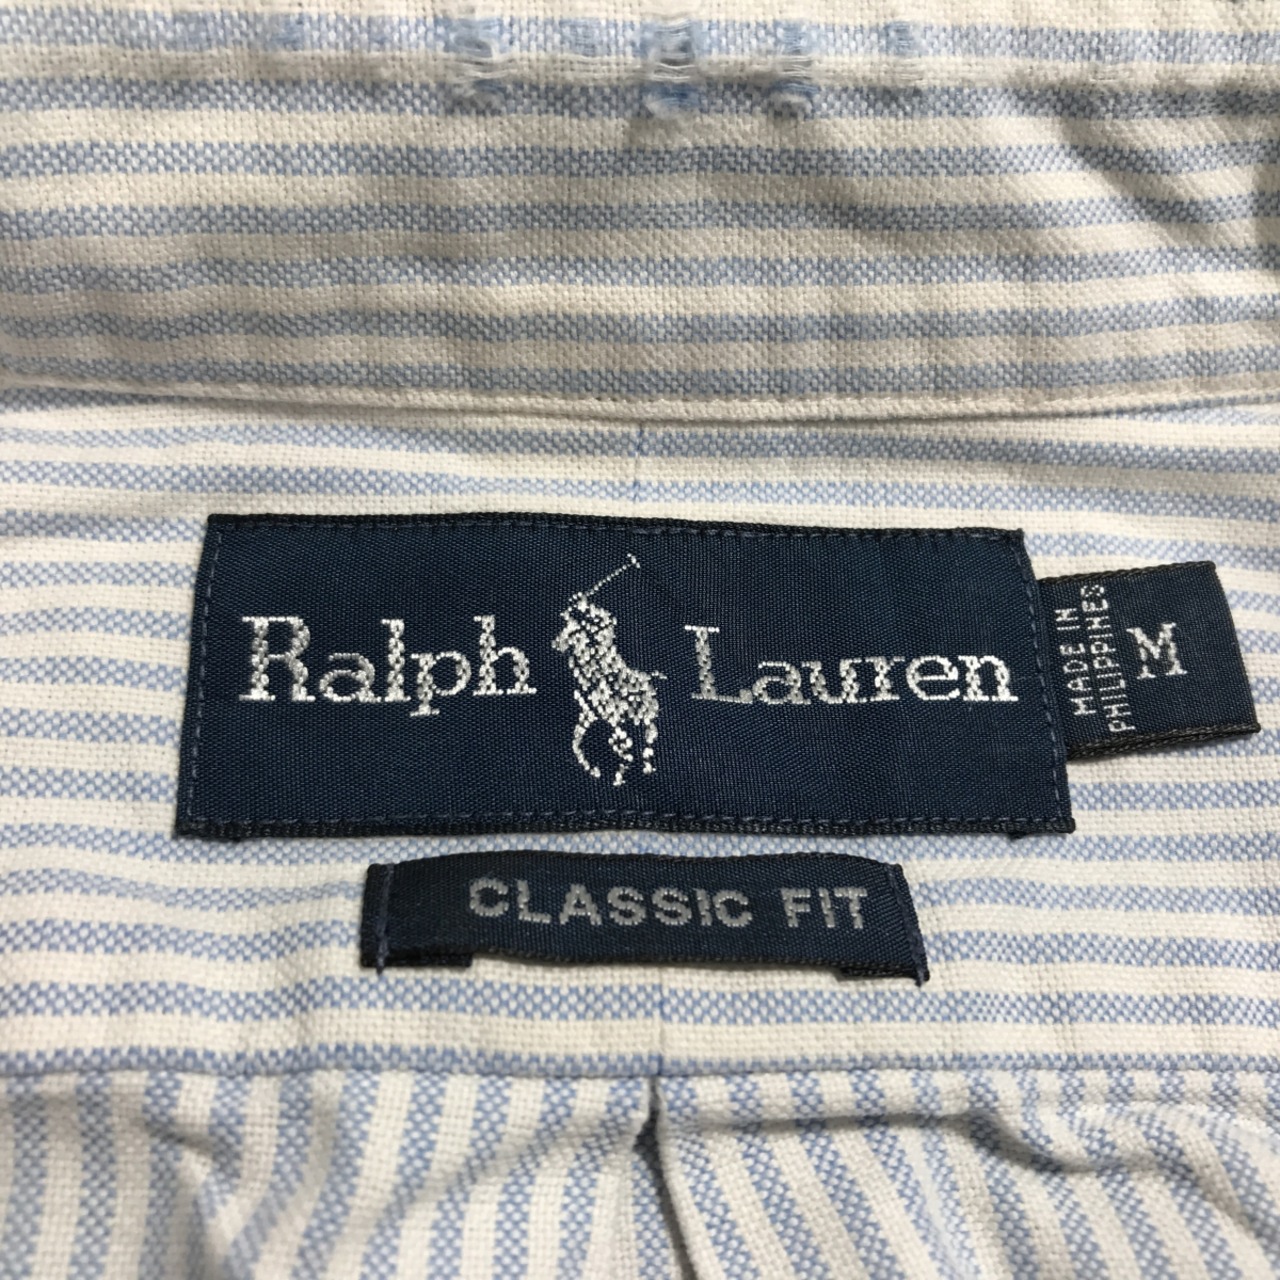 Ralph Lauren
MADE IN
PHILIPPINES
M
CLASSIC FIT